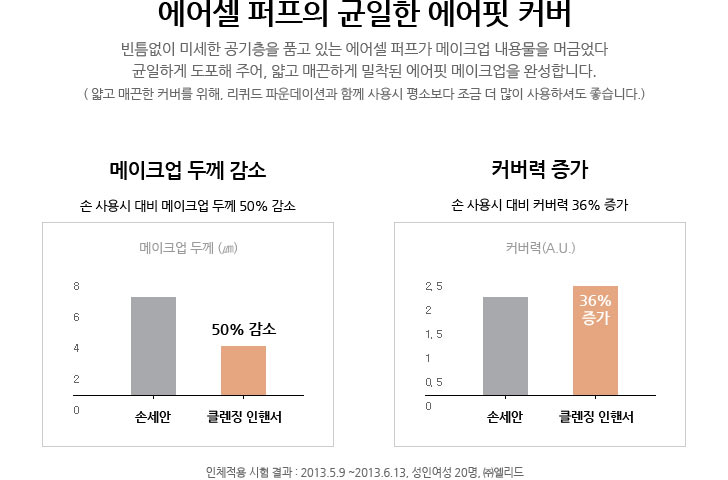 에어셀 퍼프의 균일한 에어핏 커버
빈틈없이 미세한 공기층을 품고 있는 에어셀 퍼프가 메이크업 내용물을 머금었다
균일하게 도포해 주어, 얇고 매끈하게 밀착된 에어핏 메이크업을 완성합니다.
( 얇고 매끈한 커버를 위해, 리퀴드 파운데이션과 함께 사용시 평소보다 조금 더 많이 사용하셔도 좋습니다.)
메이크업 두께 감소
손 사용시 대비 메이크업 두께 50% 감소
메이크업 두께 (㎛)
8
6
4
2
0
50% 감소
손세안
클렌징 인핸서
커버력 증가
손 사용시 대비 커버력 36% 증가
커버력(A.U.)
2, 5
2
1, 5
1
0, 5
0
36%
증가
손세안
클렌징 인핸서
인체적용 시험 결과 : 2013.5.9 ~2013.6.13, 성인여성 20명, ㈜엘리드